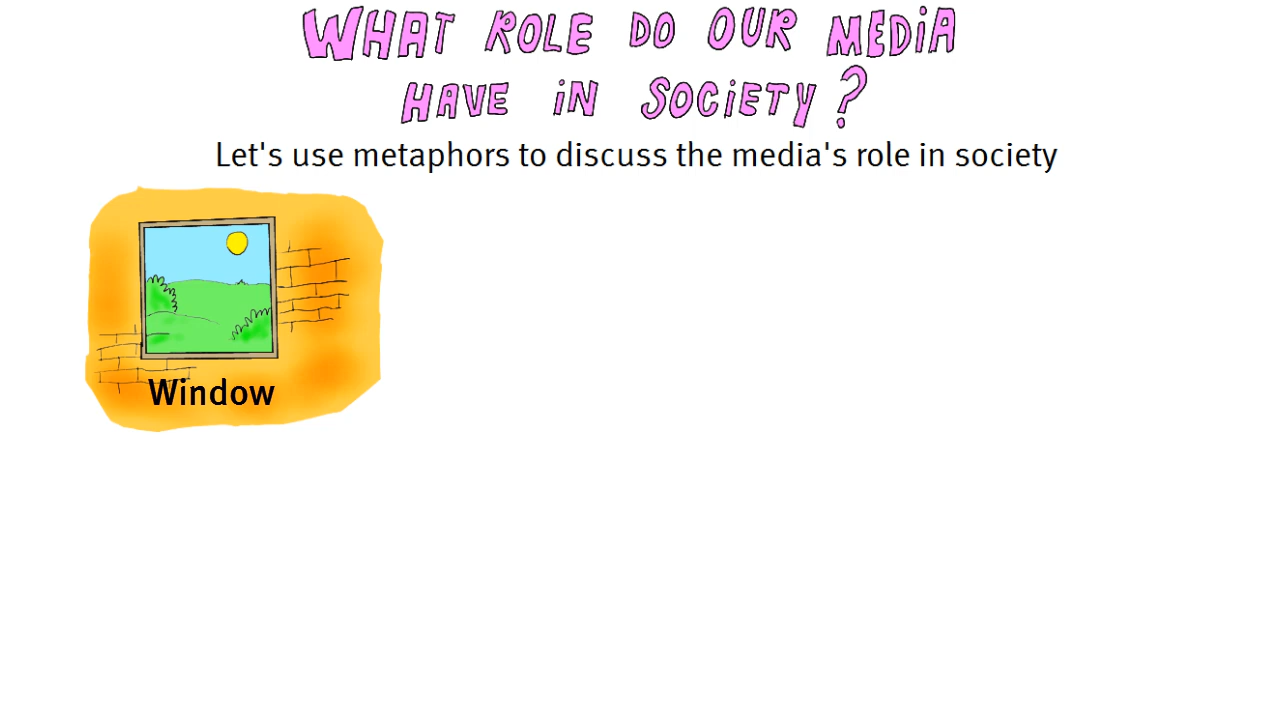 WHAT ROLE DO OUR MEDiA
HAVE iN SOCiETY?
Let's use metaphors to discuss the media's role in society
Window